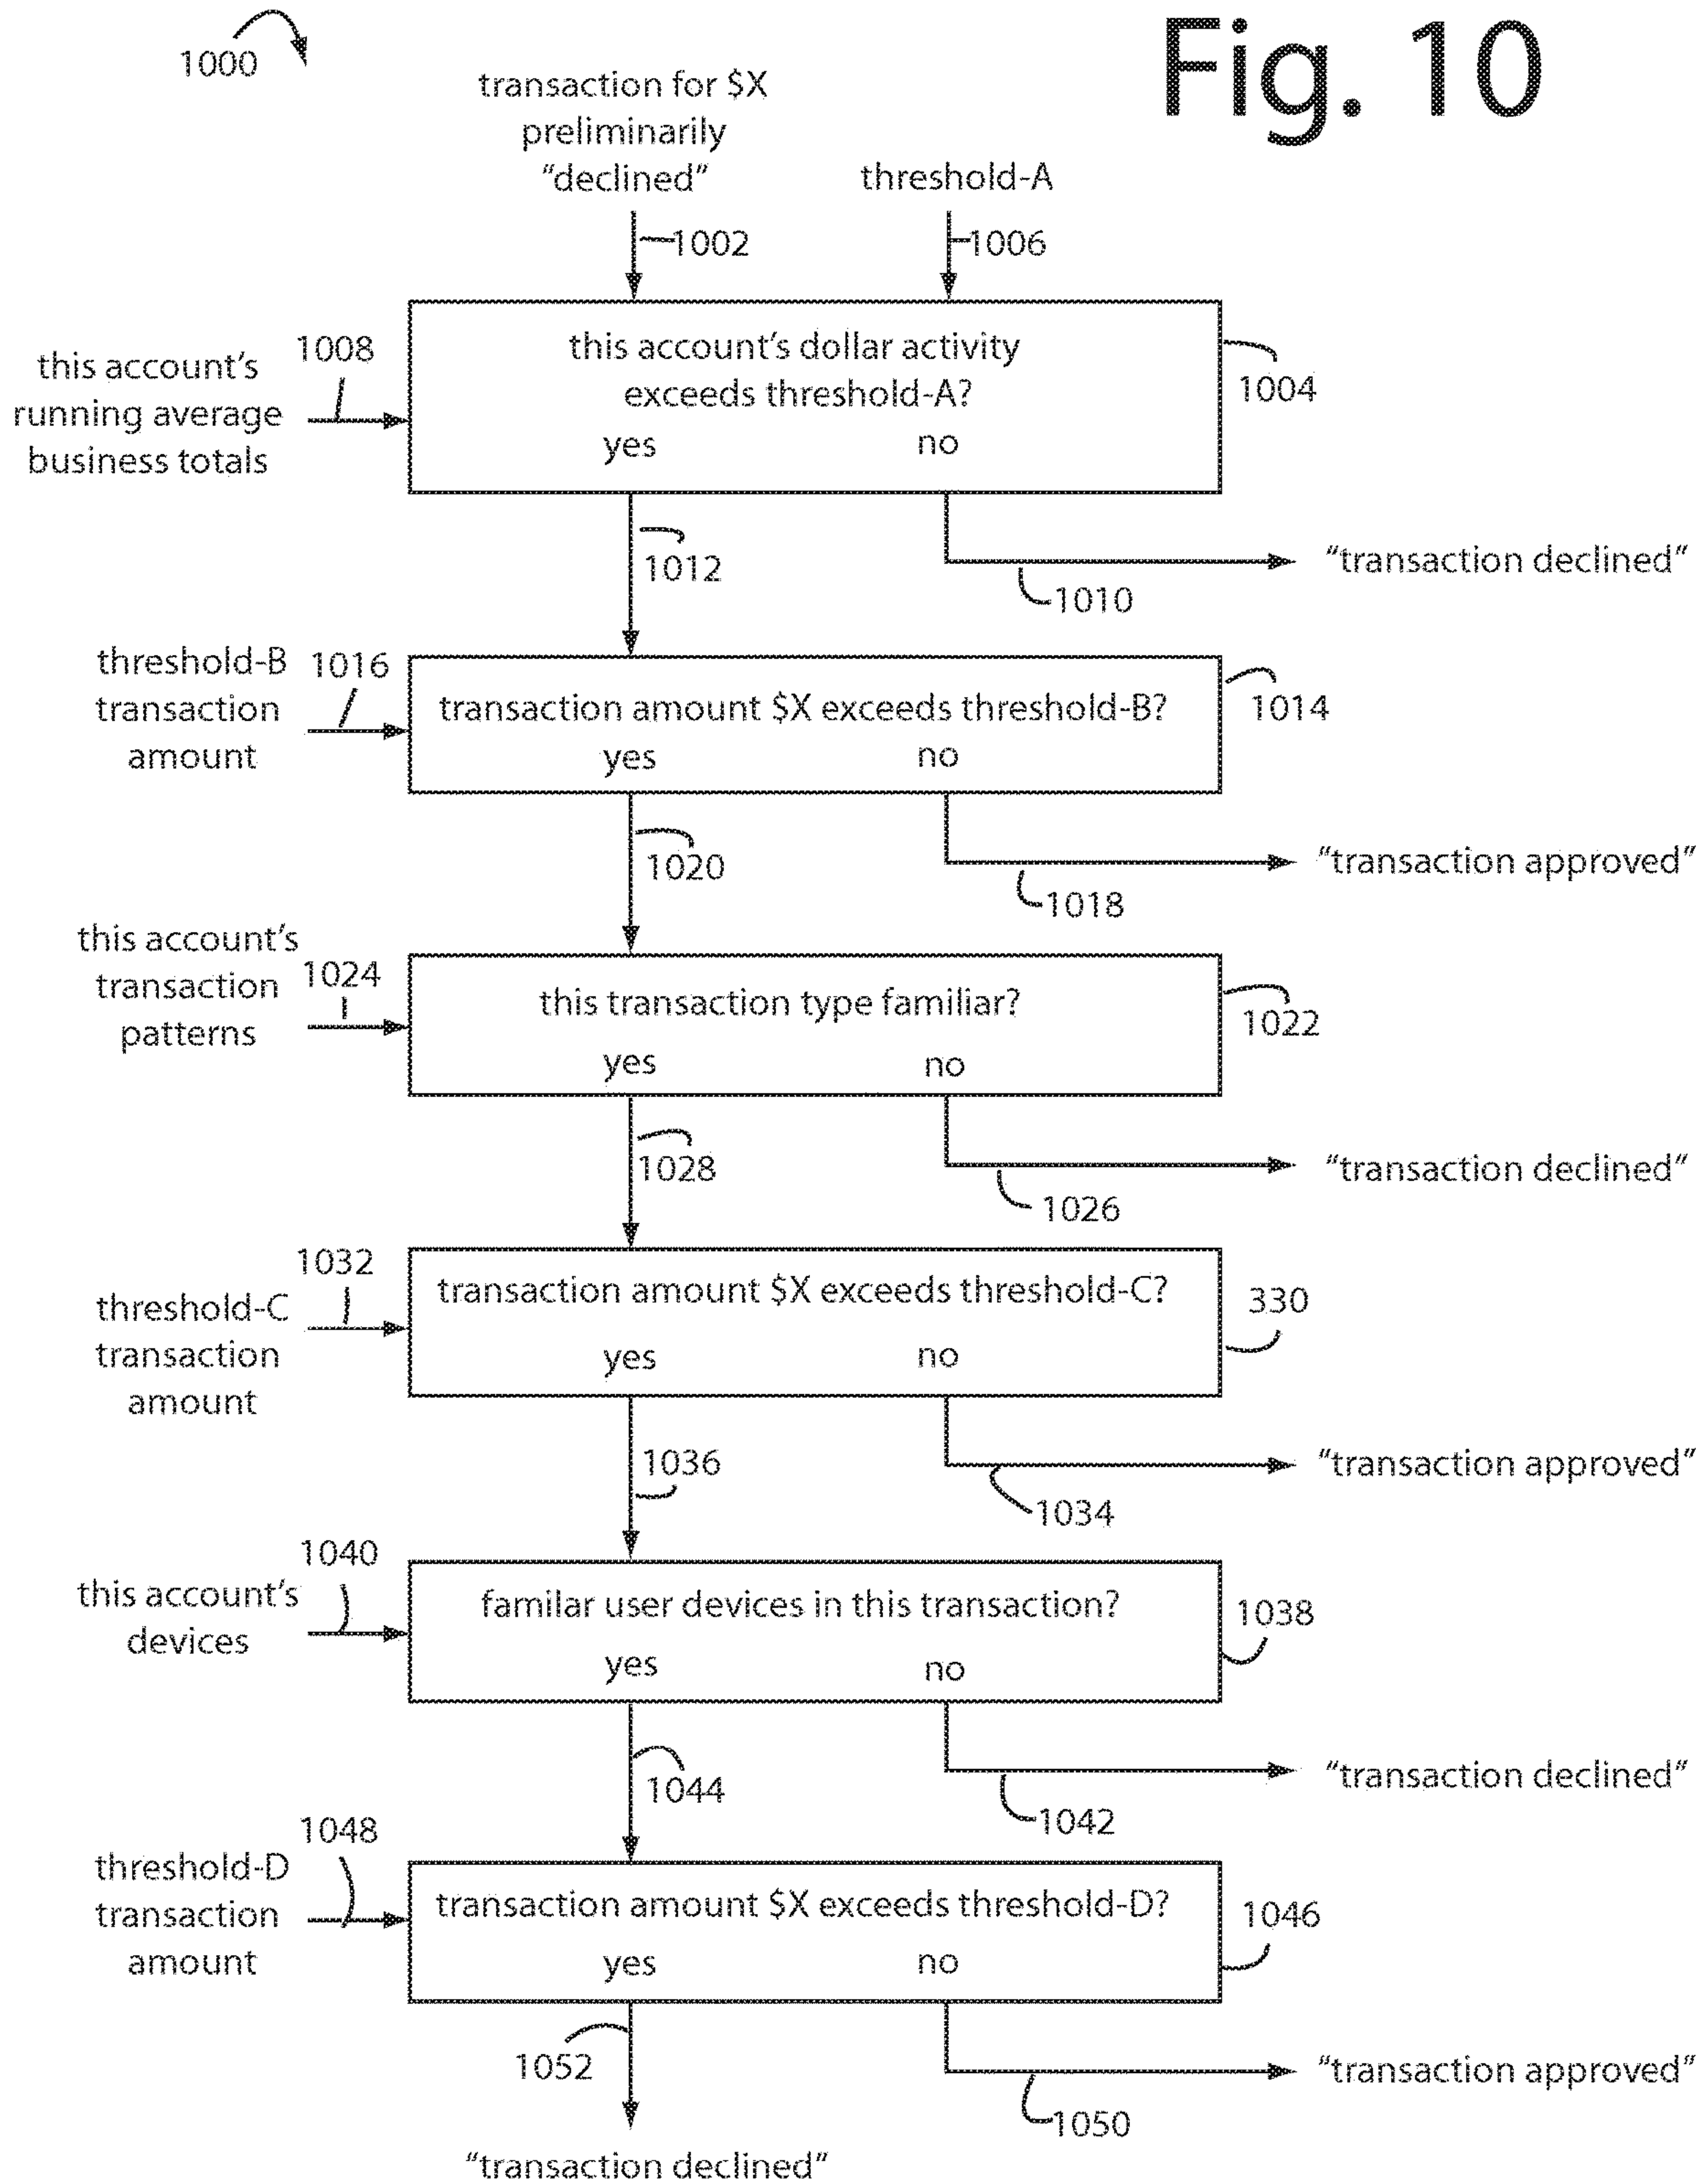 Fig. 10
1000
transaction for $X
preliminarily
“declined”
threshold-A
1002
1006
this account’s
running average
business totals
1008
this account’s dollar activity
exceeds threshold-A?
yes no
1004
1012
“transaction declined”
1010
threshold-B
transaction
amount
1016
transaction amount $X exceeds threshold-B?
yes no
1014
1020
“transaction approved”
1018
this account’s
transaction
patterns
1024
this transaction type familiar?
yes no
1022
1028
“transaction declined”
1026
1032
threshold-C
transaction
amount
transaction amount $X exceeds threshold-C?
yes no
330
1036
“transaction approved”
1034
1040
this account’s
devices
familar user devices in this transaction?
yes no
1038
1044
“transaction declined”
1042
1048
threshold-D
transaction
amount
transaction amount $X exceeds threshold-D?
yes no
1046
1052
“transaction approved”
1050
“transaction declined”